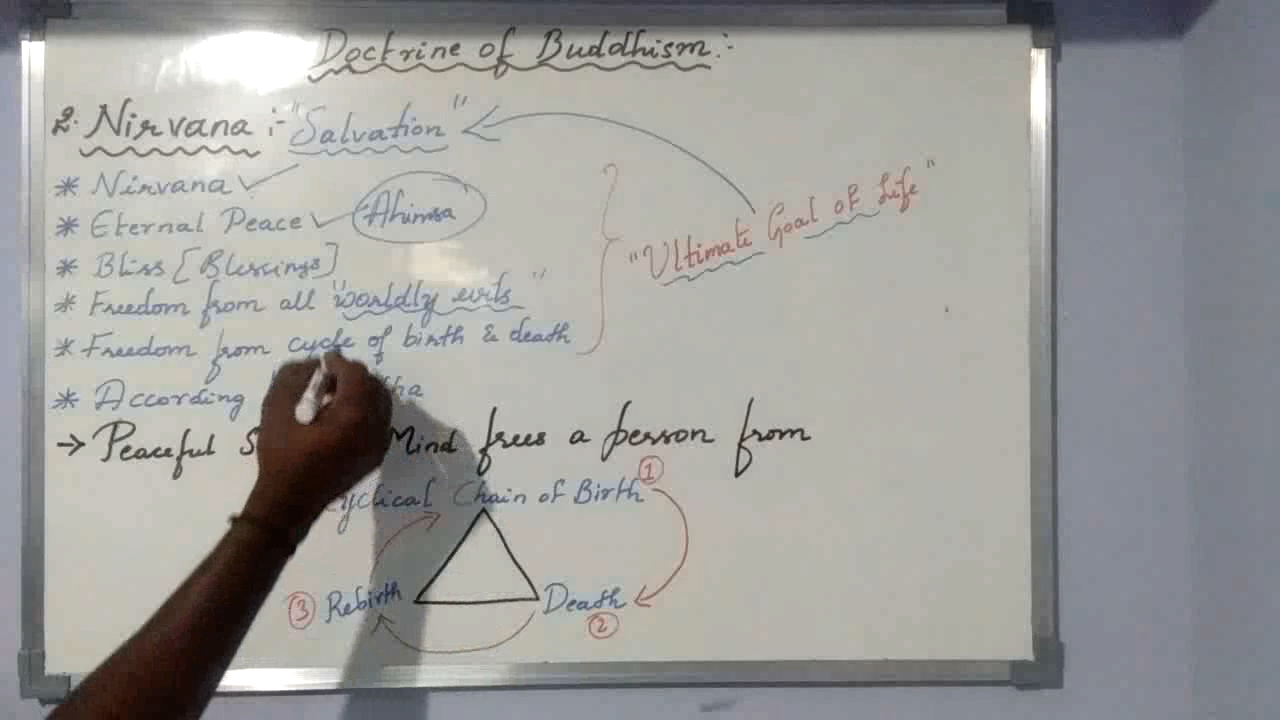 Doctrine of Buddhism :-
2. Nirvana :- "Salvation"
* Nirvana ✓
* Eternal Peace ✓ Ahimsa
* Bliss [Blessings]
* Freedom from all "worldly evils"
* Freedom from cycle of birth & death
"Ultimate Goal of Life"
* According
→ Peaceful Mind frees a person from
Cyclical Chain of Birth ①
③ Rebirth Death
②